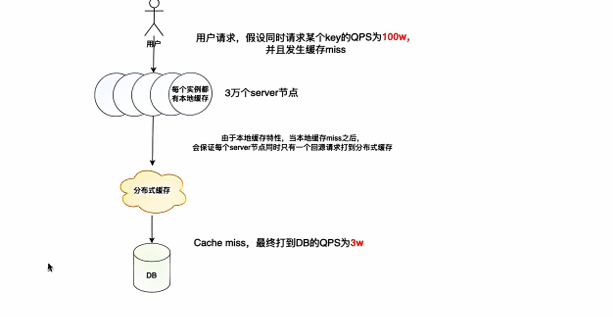 用户请求，假设同时请求某个key的QPS为100w，
并且发生缓存miss
用户
每个实例都
有本地缓存
3万个server节点
由于本地缓存特性，当本地缓存miss之后，
会保证每个server节点同时只有一个回源请求打到分布式缓存
分布式缓存
Cache miss，最终打到DB的QPS为3w
DB